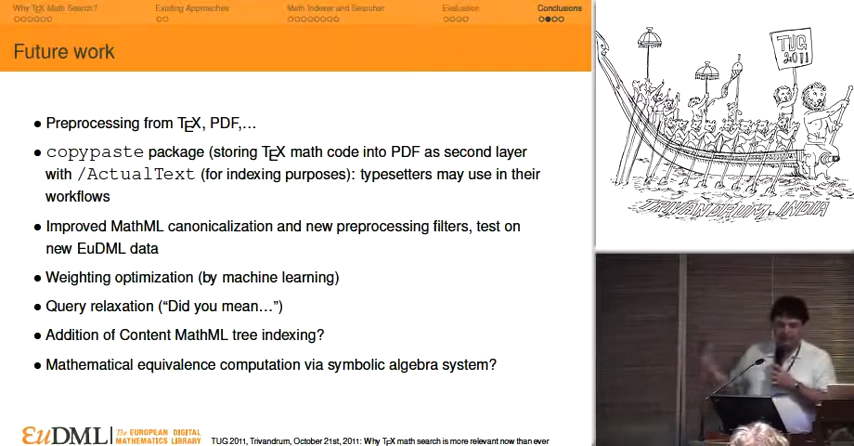 Why TEX Math Search? Existing Approaches Math Indexer and Searcher Evaluation Conclusions
Future work
● Preprocessing from TEX, PDF,...
● copypaste package (storing TEX math code into PDF as second layer
with /ActualText (for indexing purposes): typesetters may use in their
workflows
● Improved MathML canonicalization and new preprocessing filters, test on
new EuDML data
● Weighting optimization (by machine learning)
● Query relaxation (“Did you mean...”)
● Addition of Content MathML tree indexing?
● Mathematical equivalence computation via symbolic algebra system?
EuDML The EUROPEAN DIGITAL
MATHEMATICS LIBRARY
TUG 2011, Trivandrum, October 21st, 2011: Why TEX math search is more relevant now than ever
TUG
2011
TRIVANDRUM, INDIA